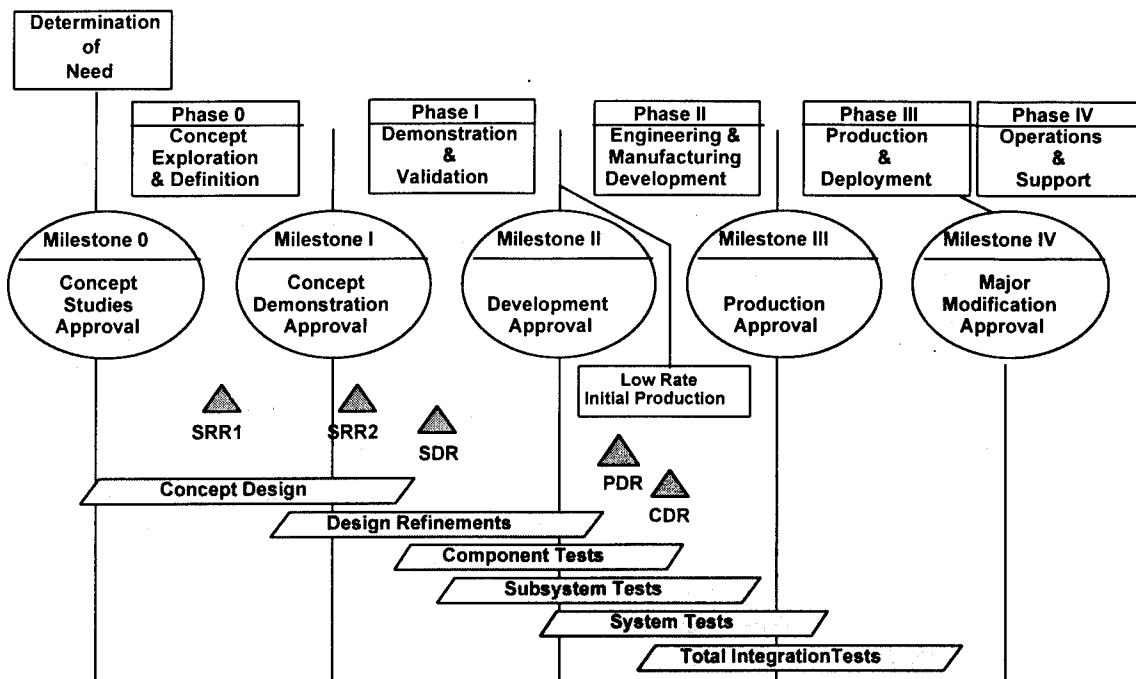 Determination
of
Need
Phase 0
Concept
Exploration
& Definition
Phase I
Demonstration
&
Validation
Phase II
Engineering &
Manufacturing
Development
Phase III
Production
&
Deployment
Phase IV
Operations
&
Support
Milestone 0
Concept
Studies
Approval
Milestone I
Concept
Demonstration
Approval
Milestone II
Development
Approval
Milestone III
Production
Approval
Milestone IV
Major
Modification
Approval
Low Rate
Initial Production
SRR1
SRR2
SDR
PDR
CDR
Concept Design
Design Refinements
Component Tests
Subsystem Tests
System Tests
Total IntegrationTests